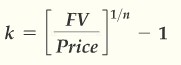 k = [FV / Price]^{1/n} − 1